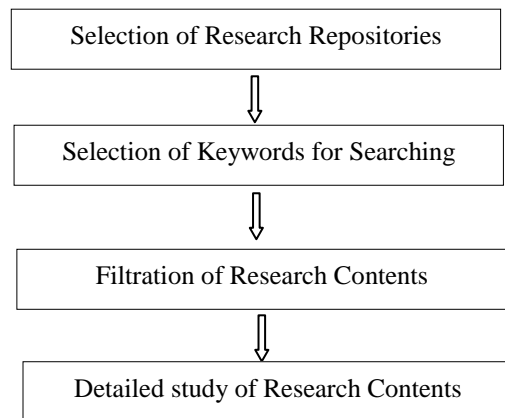 Selection of Research Repositories
Selection of Keywords for Searching
Filtration of Research Contents
Detailed study of Research Contents